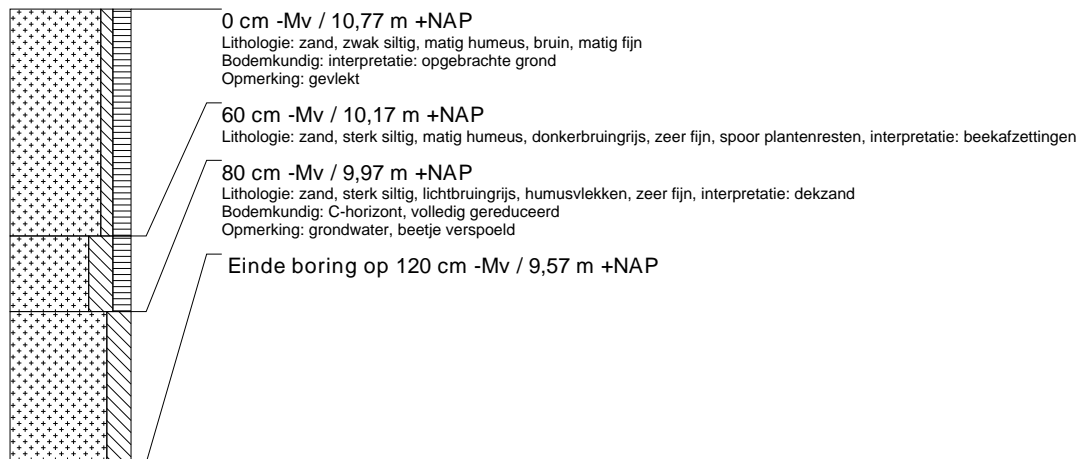 0 cm -Mv / 10,77 m +NAP
Lithologie: zand, zwak siltig, matig humeus, bruin, matig fijn
Bodemkundig: interpretatie: opgebrachte grond
Opmerking: gevlekt
60 cm -Mv / 10,17 m +NAP
Lithologie: zand, sterk siltig, matig humeus, donkerbruingrijs, zeer fijn, spoor plantenresten, interpretatie: beekafzettingen
80 cm -Mv / 9,97 m +NAP
Lithologie: zand, sterk siltig, lichtbruingrijs, humusvlekken, zeer fijn, interpretatie: dekzand
Bodemkundig: C-horizont, volledig gereduceerd
Opmerking: grondwater, beetje verspoeld
Einde boring op 120 cm -Mv / 9,57 m +NAP